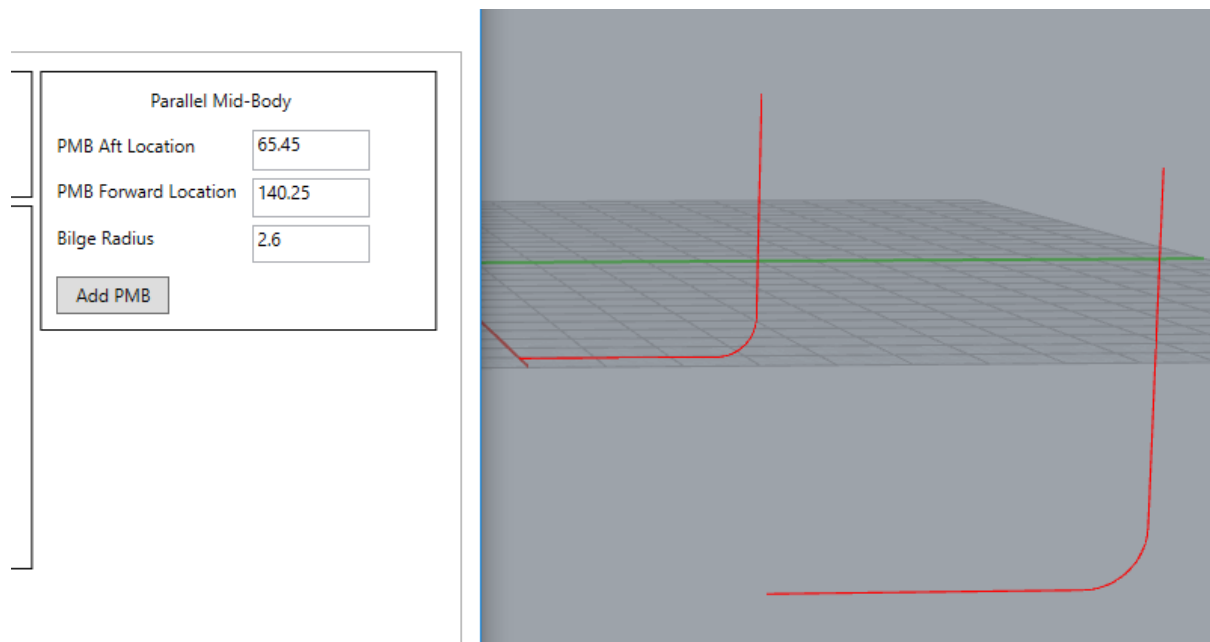 Parallel Mid-Body
PMB Aft Location 65.45
PMB Forward Location 140.25
Bilge Radius 2.6
Add PMB